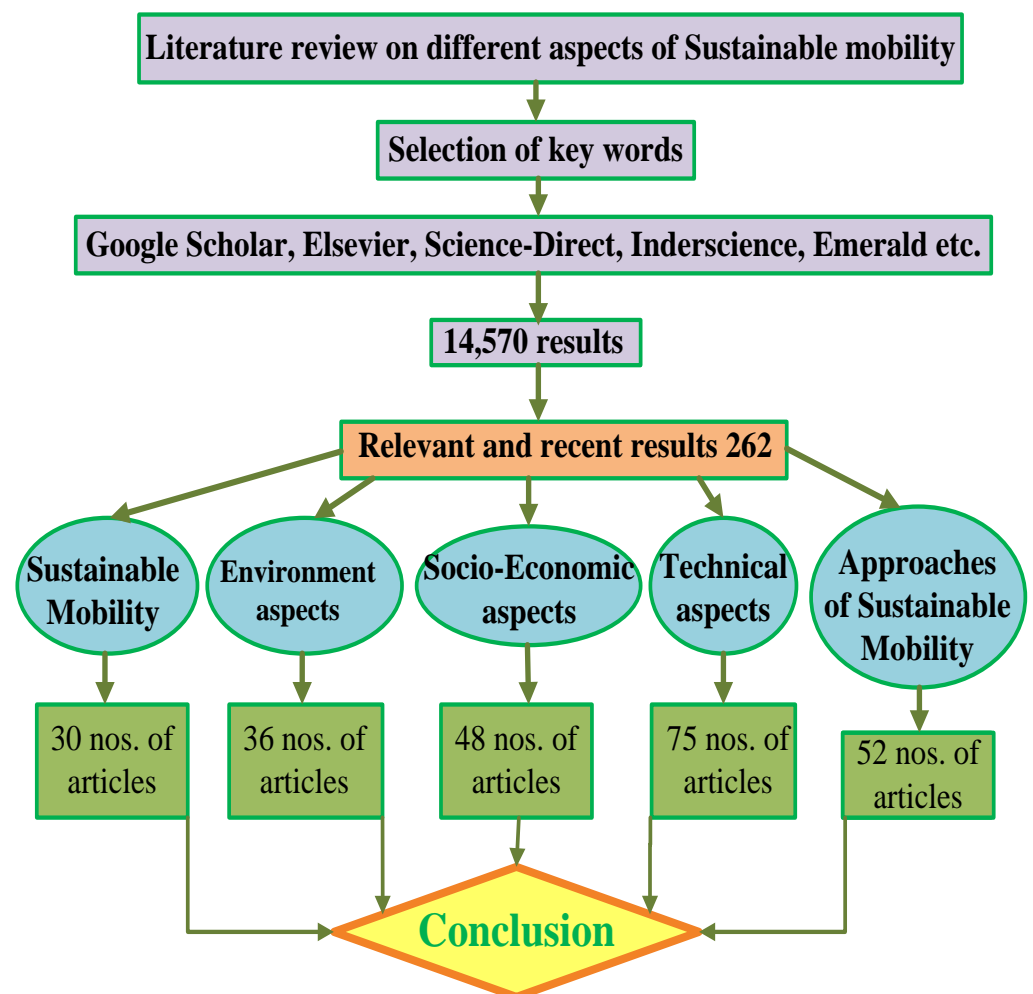 Literature review on different aspects of Sustainable mobility
Selection of key words
Google Scholar, Elsevier, Science-Direct, Inderscience, Emerald etc.
14,570 results
Relevant and recent results 262
Sustainable
Mobility
Environment
aspects
Socio-Economic
aspects
Technical
aspects
Approaches
of Sustainable
Mobility
30 nos. of
articles
36 nos. of
articles
48 nos. of
articles
75 nos. of
articles
52 nos. of
articles
Conclusion